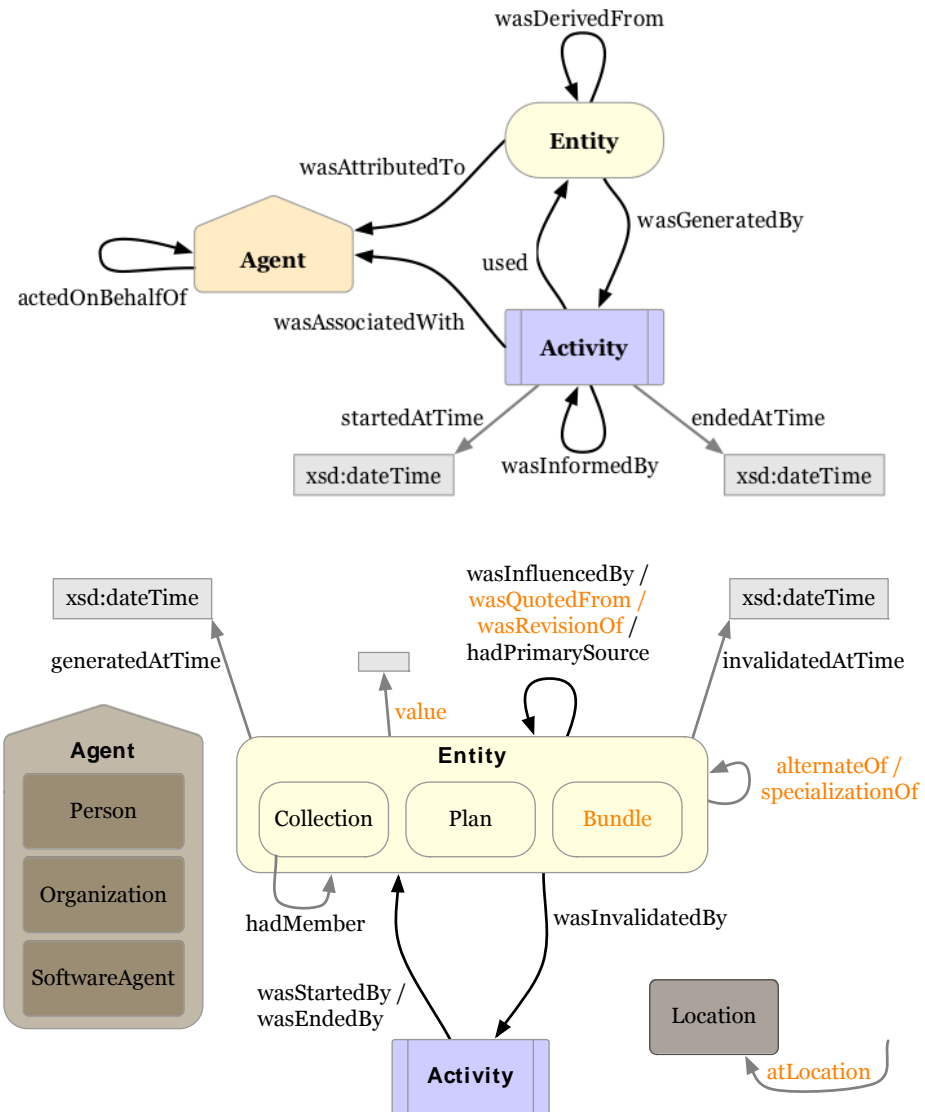 wasDerivedFrom
Entity
wasAttributedTo
wasGeneratedBy
Agent
used
actedOnBehalfOf
wasAssociatedWith
Activity
startedAtTime
endedAtTime
wasInformedBy
xsd:dateTime
xsd:dateTime
wasInfluencedBy /
wasQuotedFrom /
wasRevisionOf /
hadPrimarySource
xsd:dateTime
xsd:dateTime
generatedAtTime
invalidatedAtTime
value
Agent
Person
Organization
SoftwareAgent
Entity
Collection
Plan
Bundle
alternateOf /
specializationOf
hadMember
wasInvalidatedBy
wasStartedBy /
wasEndedBy
Activity
Location
atLocation